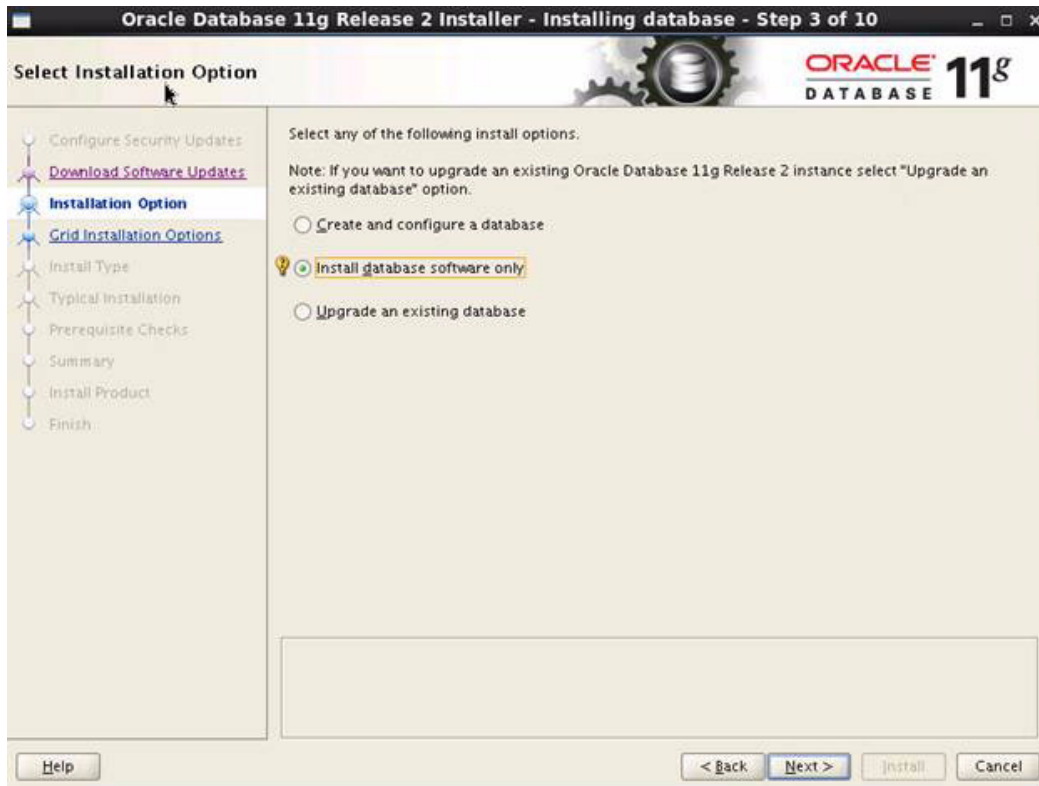 Oracle Database 11g Release 2 Installer - Installing database - Step 3 of 10
Select Installation Option
ORACLE 11g
DATABASE
Configure Security Updates
Download Software Updates
Installation Option
Grid Installation Options
Install Type
Typical Installation
Prerequisite Checks
Summary
Install Product
Finish
Select any of the following install options.
Note: If you want to upgrade an existing Oracle Database 11g Release 2 instance select "Upgrade an
existing database" option.
Create and configure a database
Install database software only
Upgrade an existing database
Help
< Back
Next >
Install
Cancel